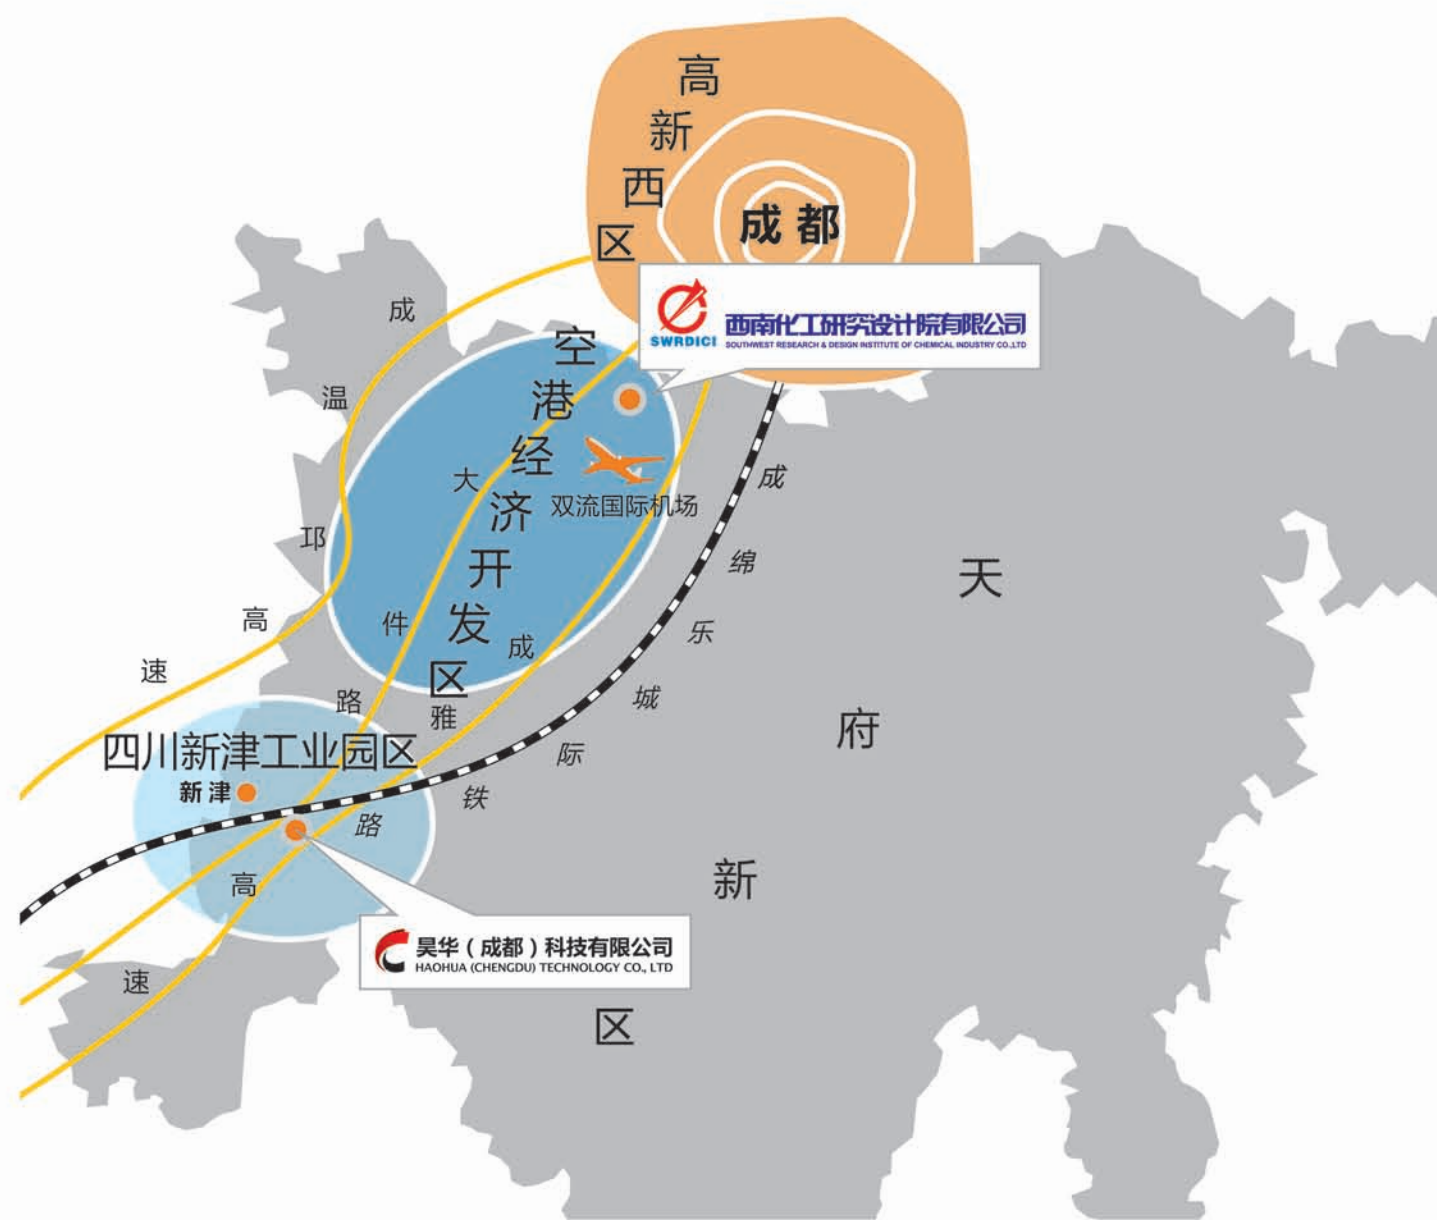 高新西区
成都
SWRDICI
西南化工研究设计院有限公司
SOUTHWEST RESEARCH & DESIGN INSTITUTE OF CHEMICAL INDUSTRY CO.,LTD
成温邛高速
空港经济开发区
双流国际机场
大件路
成雅高速
成绵乐城际铁路
天府新区
四川新津工业园区
新津
昊华（成都）科技有限公司
HAOHUA (CHENGDU) TECHNOLOGY CO., LTD